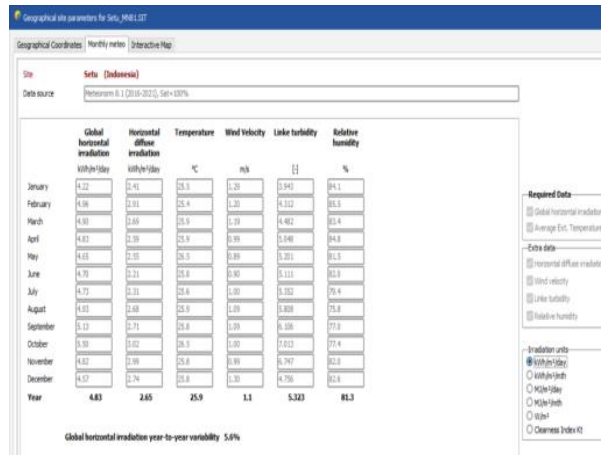 Geographical site parameters for Setu_MN81.SIT
Geographical Coordinates Monthly meteo Interactive Map
Site Setu (Indonesia)
Data source Meteonorm 8.1 (2016-2021), Sat=100%
Global horizontal irradiation Horizontal diffuse irradiation Temperature Wind Velocity Linke turbidity Relative humidity
kWh/m²/day kWh/m²/day °C m/s [-] %
January 4.22 2.41 25.5 1.29 3.943 84.1
February 4.96 2.91 25.4 1.20 4.312 85.5
March 4.90 2.69 25.9 1.19 4.482 83.4
April 4.83 2.59 25.9 0.99 5.048 84.8
May 4.65 2.55 26.5 0.89 5.201 81.5
June 4.70 2.21 25.8 0.90 5.111 82.0
July 4.73 2.31 25.6 1.00 5.352 79.4
August 2.68 25.9 1.09 5.808 75.8
September 5.13 2.71 25.8 1.09 6.106 77.0
October 5.50 3.02 26.5 1.00 7.013 77.4
November 4.82 2.99 25.8 0.99 6.747 82.0
December 4.57 2.74 25.8 1.30 4.756 82.6
Year 4.83 2.65 25.9 1.1 5.323 81.3
Global horizontal irradiation year-to-year variability 5.6%
Required Data
Global horizontal irradiation
Average Ext. Temperature
Extra data
Horizontal diffuse irradiation
Wind velocity
Linke turbidity
Relative humidity
Irradiation units
kWh/m²/day
kWh/m²/mth
MJ/m²/day
MJ/m²/mth
W/m²
Clearness Index Kt